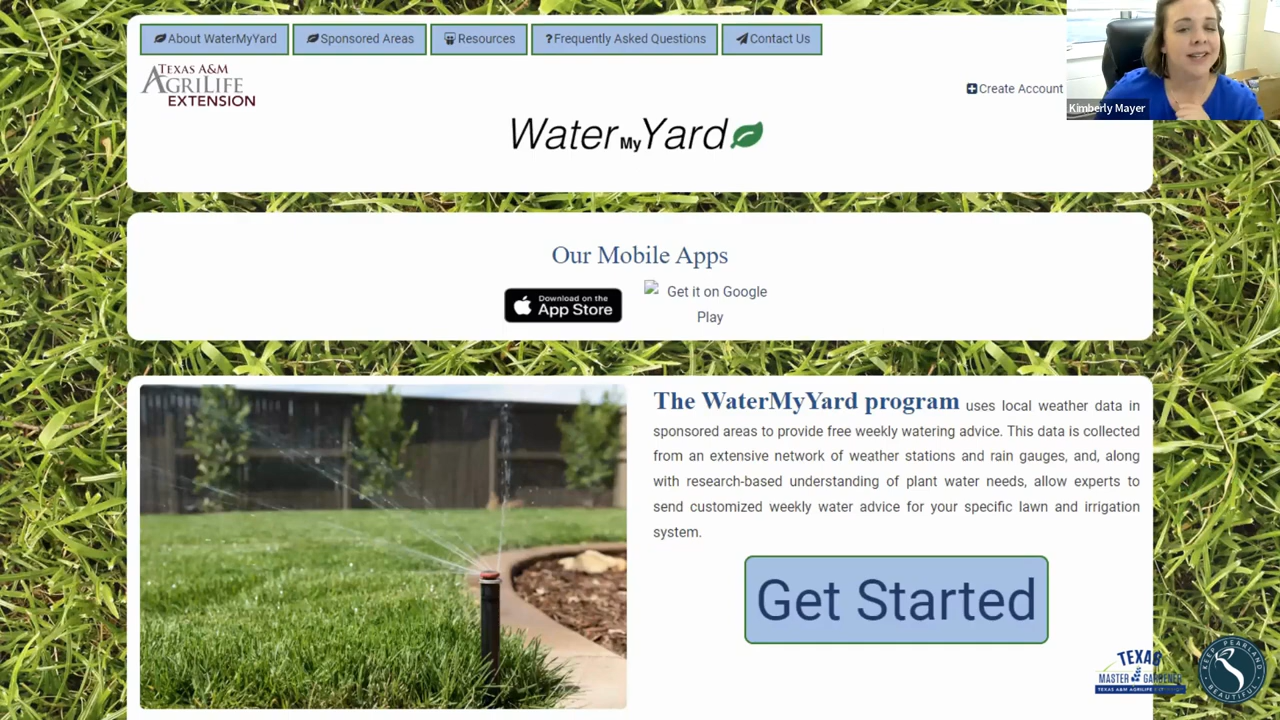 About WaterMyYard
Sponsored Areas
Resources
Frequently Asked Questions
Contact Us
TEXAS A&M
AGRILIFE
EXTENSION
Create Account
Kimberly Mayer
Water My Yard
Our Mobile Apps
Download on the
App Store
Get it on Google
Play
The WaterMyYard program uses local weather data in
sponsored areas to provide free weekly watering advice. This data is collected
from an extensive network of weather stations and rain gauges, and, along
with research-based understanding of plant water needs, allow experts to
send customized weekly water advice for your specific lawn and irrigation
system.
Get Started
TEXAS
MASTER GARDENER
TEXAS A&M AGRILIFE
KEEP PEARLAND
BEAUTIFUL